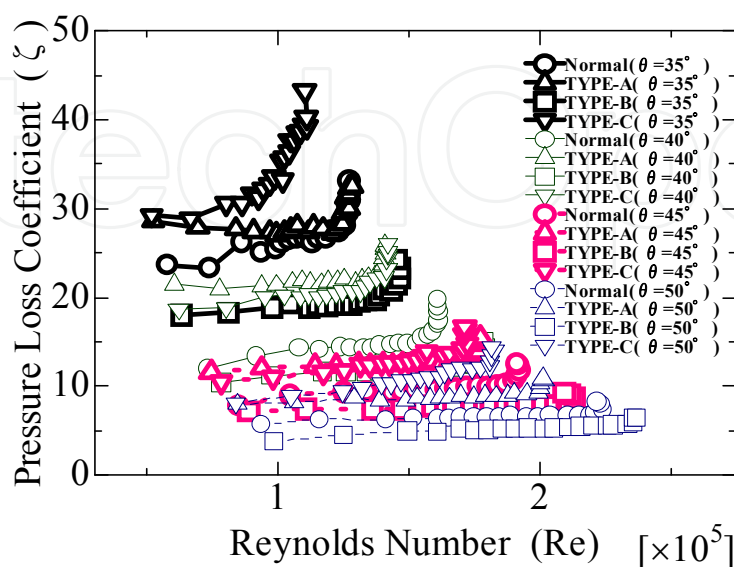 50
40
30
20
10
0
Pressure Loss Coefficient (ζ)
Normal(θ=35°)
TYPE-A(θ=35°)
TYPE-B(θ=35°)
TYPE-C(θ=35°)
Normal(θ=40°)
TYPE-A(θ=40°)
TYPE-B(θ=40°)
TYPE-C(θ=40°)
Normal(θ=45°)
TYPE-A(θ=45°)
TYPE-B(θ=45°)
TYPE-C(θ=45°)
Normal(θ=50°)
TYPE-A(θ=50°)
TYPE-B(θ=50°)
TYPE-C(θ=50°)
1 2
Reynolds Number (Re) [×10⁵]